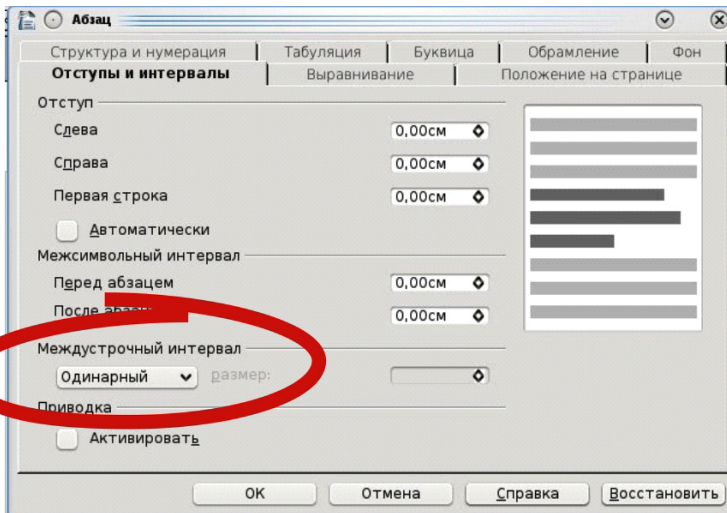 Абзац
Структура и нумерация Табуляция Буквица Обрамление Фон
Отступы и интервалы Выравнивание Положение на странице
Отступ
Слева 0,00см
Справа 0,00см
Первая строка 0,00см
Автоматически
Межсимвольный интервал
Перед абзацем 0,00см
После 0,00см
Междустрочный интервал
Одинарный размер:
Приводка
Активировать
ОК Отмена Справка Восстановить